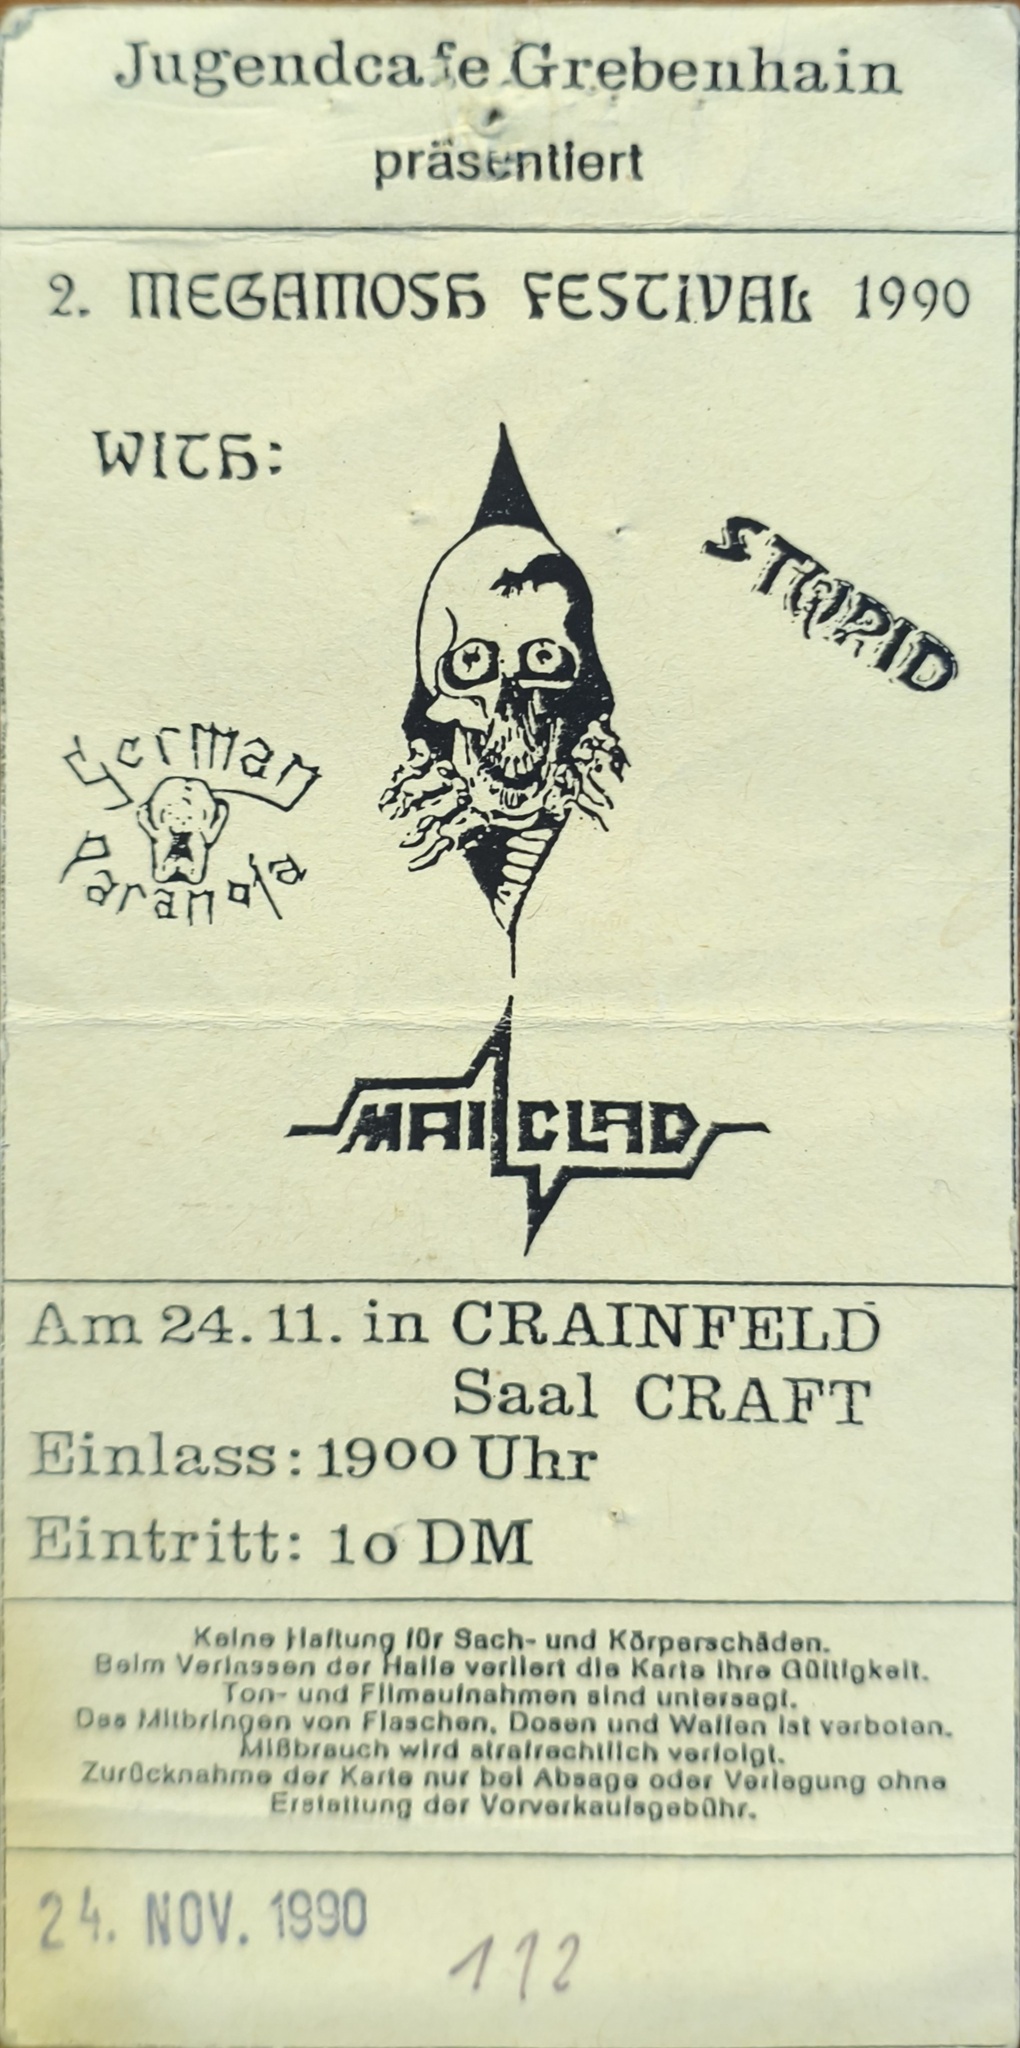 Jugendcafe Grebenhain
präsentiert
2. MEGAMOSH FESTIVAL 1990
WITH:
STUPID
German
Paranoia
MAILCLAD
Am 24. 11. in CRAINFELD
Saal CRAFT
Einlass: 1900 Uhr
Eintritt: 10 DM
Keine Haftung für Sach- und Körperschäden.
Beim Verlassen der Halle verliert die Karte ihre Gültigkeit.
Ton- und Filmaufnahmen sind untersagt.
Das Mitbringen von Flaschen, Dosen und Waffen ist verboten.
Mißbrauch wird strafrechtlich verfolgt.
Zurücknahme der Karte nur bei Absage oder Verlegung ohne
Erstattung der Vorverkaufsgebühr.
24. NOV. 1990
112